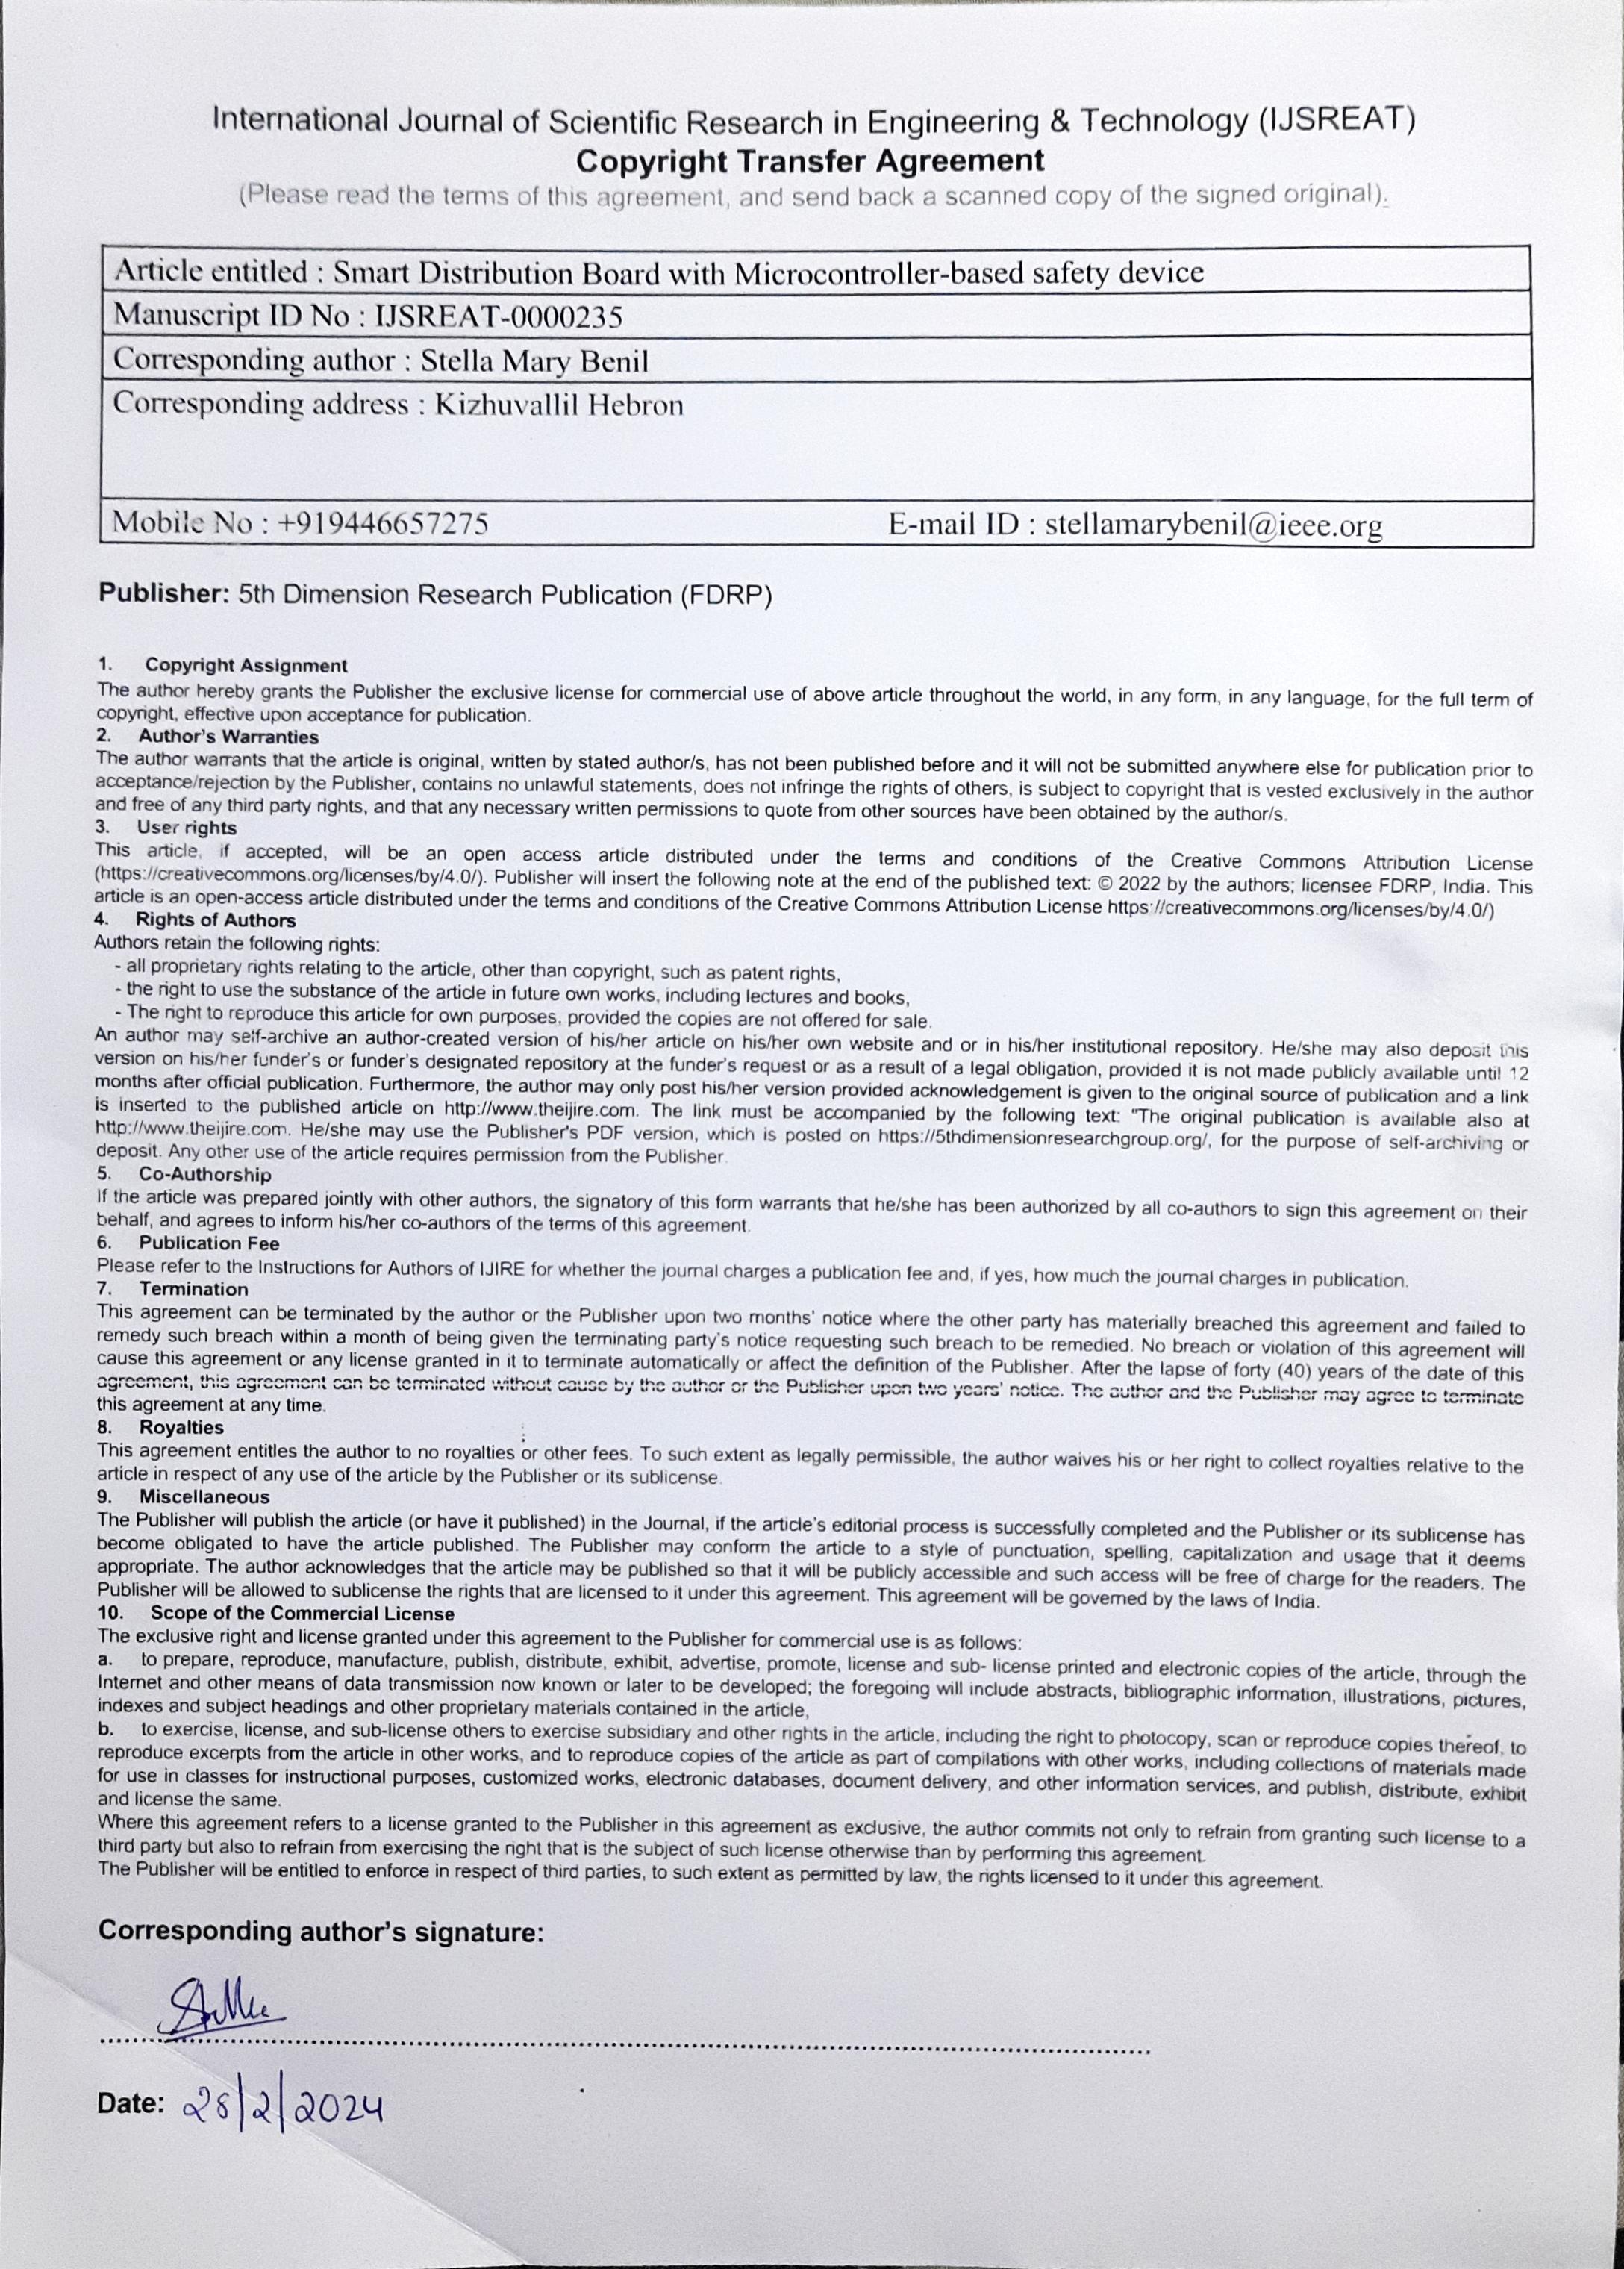 International Journal of Scientific Research in Engineering & Technology (IJSREAT)
Copyright Transfer Agreement
(Please read the terms of this agreement, and send back a scanned copy of the signed original).
Article entitled : Smart Distribution Board with Microcontroller-based safety device
Manuscript ID No : IJSREAT-0000235
Corresponding author : Stella Mary Benil
Corresponding address : Kizhuvallil Hebron
Mobile No : +919446657275 E-mail ID : stellamarybenil@ieee.org
Publisher: 5th Dimension Research Publication (FDRP)
1. Copyright Assignment
The author hereby grants the Publisher the exclusive license for commercial use of above article throughout the world, in any form, in any language, for the full term of
copyright, effective upon acceptance for publication.
2. Author's Warranties
The author warrants that the article is original, written by stated author/s, has not been published before and it will not be submitted anywhere else for publication prior to
acceptance/rejection by the Publisher, contains no unlawful statements, does not infringe the rights of others, is subject to copyright that is vested exclusively in the author
and free of any third party rights, and that any necessary written permissions to quote from other sources have been obtained by the author/s.
3. User rights
This article, if accepted, will be an open access article distributed under the terms and conditions of the Creative Commons Attribution License
(https://creativecommons.org/licenses/by/4.0/). Publisher will insert the following note at the end of the published text: © 2022 by the authors; licensee FDRP, India. This
article is an open-access article distributed under the terms and conditions of the Creative Commons Attribution License https://creativecommons.org/licenses/by/4.0/)
4. Rights of Authors
Authors retain the following rights:
- all proprietary rights relating to the article, other than copyright, such as patent rights,
- the right to use the substance of the article in future own works, including lectures and books,
- The right to reproduce this article for own purposes, provided the copies are not offered for sale.
An author may self-archive an author-created version of his/her article on his/her own website and or in his/her institutional repository. He/she may also deposit this
version on his/her funder's or funder's designated repository at the funder's request or as a result of a legal obligation, provided it is not made publicly available until 12
months after official publication. Furthermore, the author may only post his/her version provided acknowledgement is given to the original source of publication and a link
is inserted to the published article on http://www.theijire.com. The link must be accompanied by the following text: "The original publication is available also at
http://www.theijire.com. He/she may use the Publisher's PDF version, which is posted on https://5thdimensionresearchgroup.org/, for the purpose of self-archiving or
deposit. Any other use of the article requires permission from the Publisher.
5. Co-Authorship
If the article was prepared jointly with other authors, the signatory of this form warrants that he/she has been authorized by all co-authors to sign this agreement on their
behalf, and agrees to inform his/her co-authors of the terms of this agreement.
6. Publication Fee
Please refer to the Instructions for Authors of IJIRE for whether the journal charges a publication fee and, if yes, how much the journal charges in publication.
7. Termination
This agreement can be terminated by the author or the Publisher upon two months' notice where the other party has materially breached this agreement and failed to
remedy such breach within a month of being given the terminating party's notice requesting such breach to be remedied. No breach or violation of this agreement will
cause this agreement or any license granted in it to terminate automatically or affect the definition of the Publisher. After the lapse of forty (40) years of the date of this
agreement, this agreement can be terminated without cause by the author or the Publisher upon two years' notice. The author and the Publisher may agree to terminate
this agreement at any time.
8. Royalties
This agreement entitles the author to no royalties or other fees. To such extent as legally permissible, the author waives his or her right to collect royalties relative to the
article in respect of any use of the article by the Publisher or its sublicense.
9. Miscellaneous
The Publisher will publish the article (or have it published) in the Journal, if the article's editorial process is successfully completed and the Publisher or its sublicense has
become obligated to have the article published. The Publisher may conform the article to a style of punctuation, spelling, capitalization and usage that it deems
appropriate. The author acknowledges that the article may be published so that it will be publicly accessible and such access will be free of charge for the readers. The
Publisher will be allowed to sublicense the rights that are licensed to it under this agreement. This agreement will be governed by the laws of India.
10. Scope of the Commercial License
The exclusive right and license granted under this agreement to the Publisher for commercial use is as follows:
a. to prepare, reproduce, manufacture, publish, distribute, exhibit, advertise, promote, license and sub- license printed and electronic copies of the article, through the
Internet and other means of data transmission now known or later to be developed; the foregoing will include abstracts, bibliographic information, illustrations, pictures,
indexes and subject headings and other proprietary materials contained in the article,
b. to exercise, license, and sub-license others to exercise subsidiary and other rights in the article, including the right to photocopy, scan or reproduce copies thereof, to
reproduce excerpts from the article in other works, and to reproduce copies of the article as part of compilations with other works, including collections of materials made
for use in classes for instructional purposes, customized works, electronic databases, document delivery, and other information services, and publish, distribute, exhibit
and license the same.
Where this agreement refers to a license granted to the Publisher in this agreement as exclusive, the author commits not only to refrain from granting such license to a
third party but also to refrain from exercising the right that is the subject of such license otherwise than by performing this agreement.
The Publisher will be entitled to enforce in respect of third parties, to such extent as permitted by law, the rights licensed to it under this agreement.
Corresponding author's signature:
Stella
Date: 28/2/2024